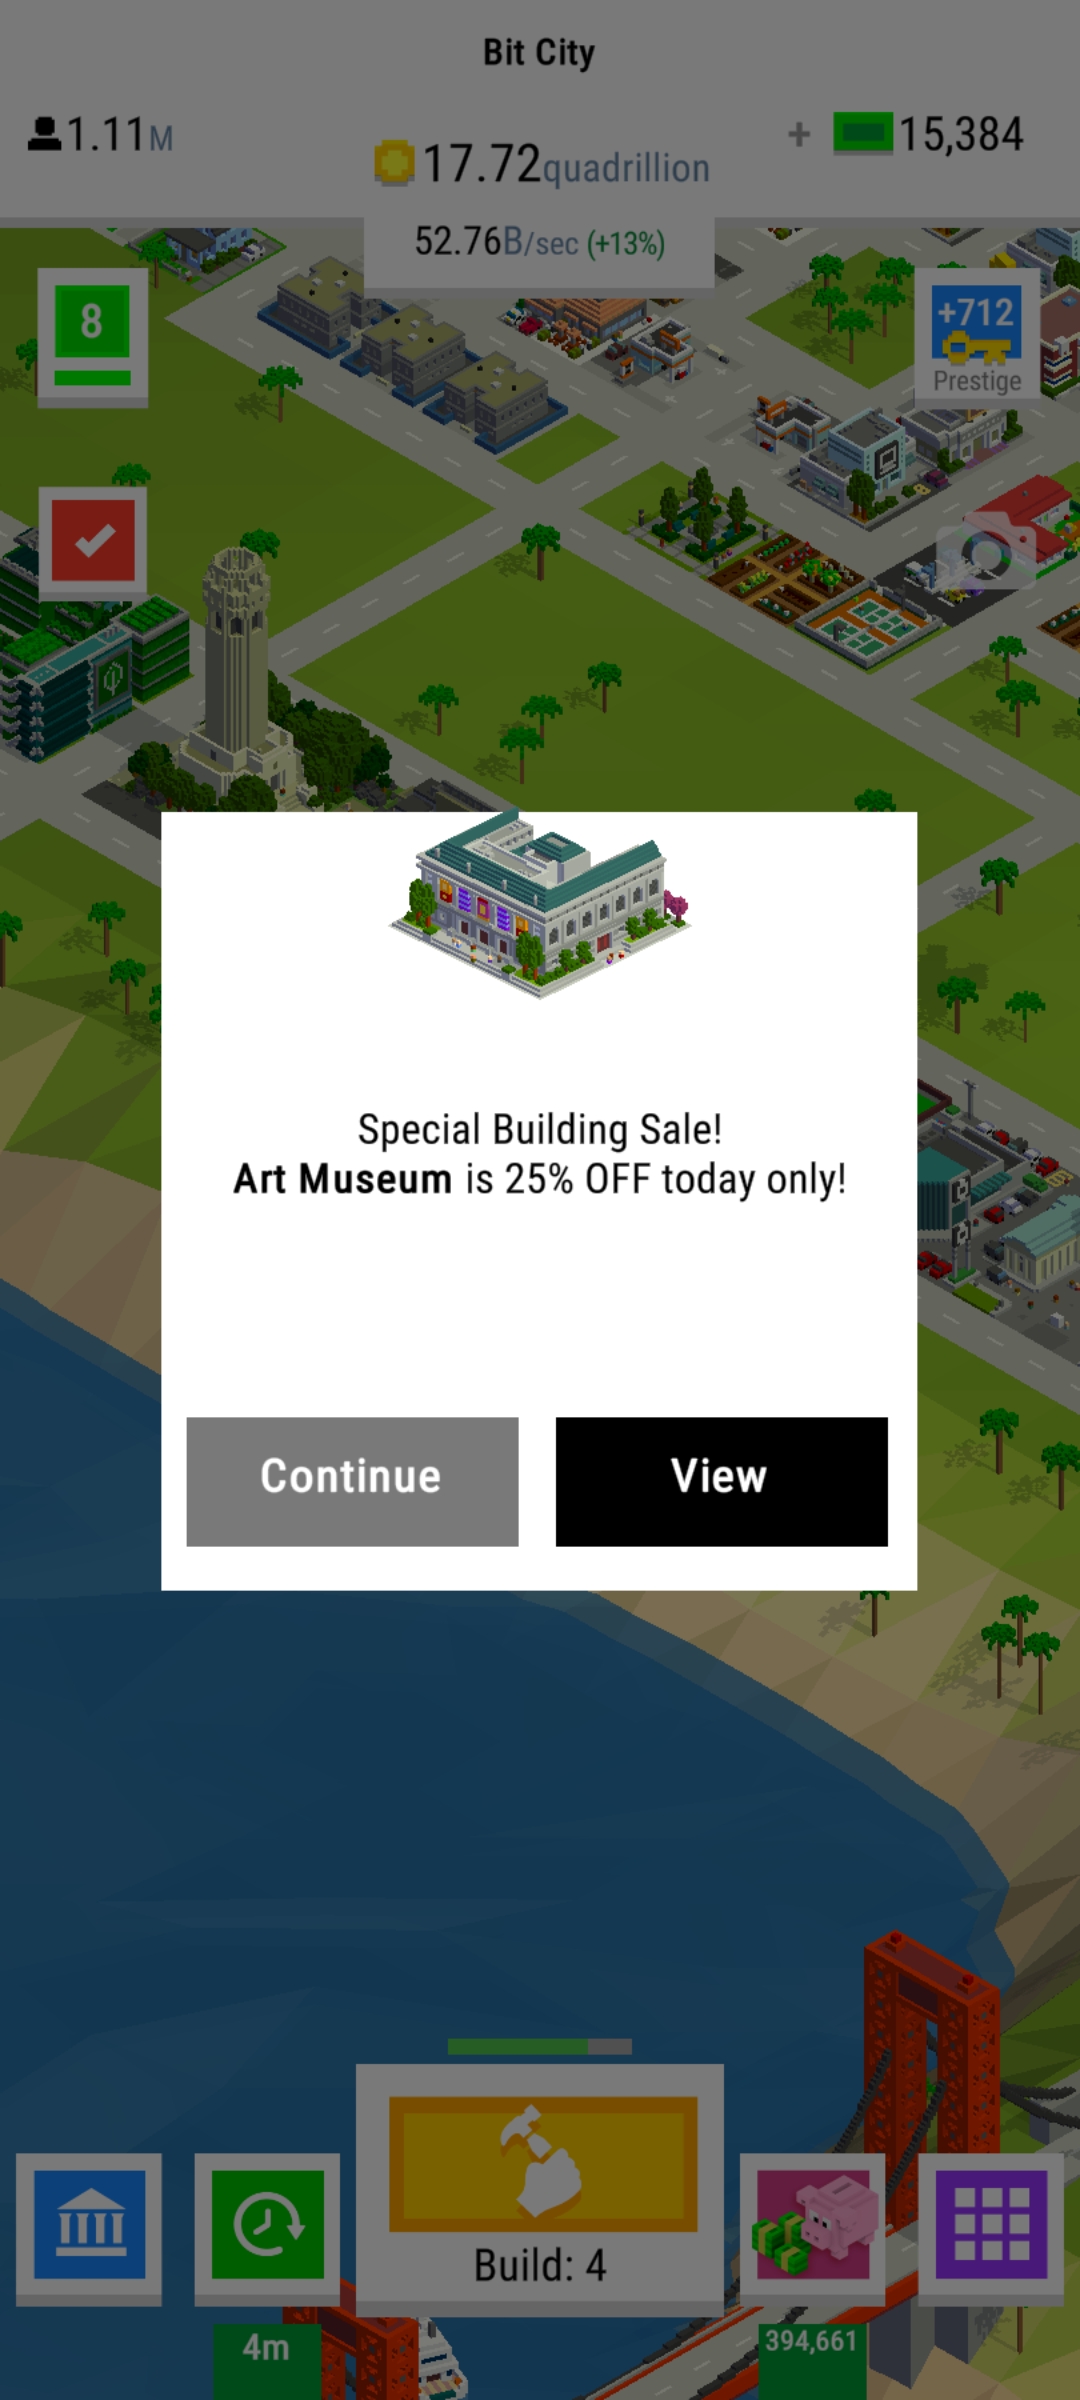 Bit City
1.11M
17.72quadrillion
+ 15,384
52.76B/sec (+13%)
8
+712
Prestige
Special Building Sale!
Art Museum is 25% OFF today only!
Continue
View
Build: 4
4m
394,661